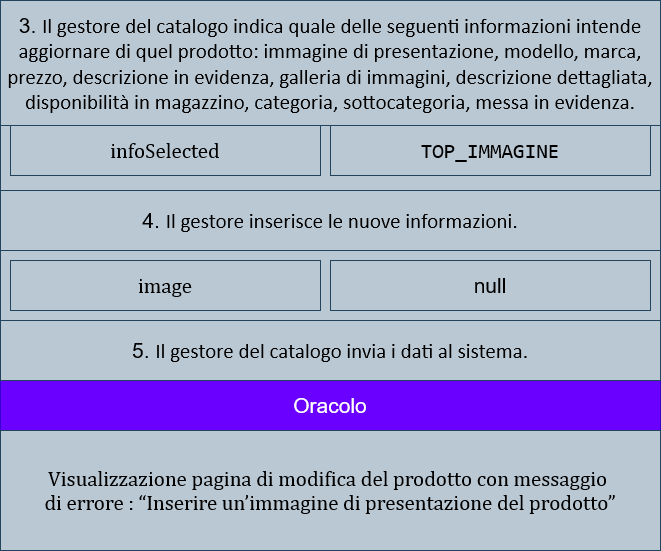 3. Il gestore del catalogo indica quale delle seguenti informazioni intende
aggiornare di quel prodotto: immagine di presentazione, modello, marca,
prezzo, descrizione in evidenza, galleria di immagini, descrizione dettagliata,
disponibilità in magazzino, categoria, sottocategoria, messa in evidenza.
infoSelected TOP_IMMAGINE
4. Il gestore inserisce le nuove informazioni.
image null
5. Il gestore del catalogo invia i dati al sistema.
Oracolo
Visualizzazione pagina di modifica del prodotto con messaggio
di errore : “Inserire un’immagine di presentazione del prodotto”